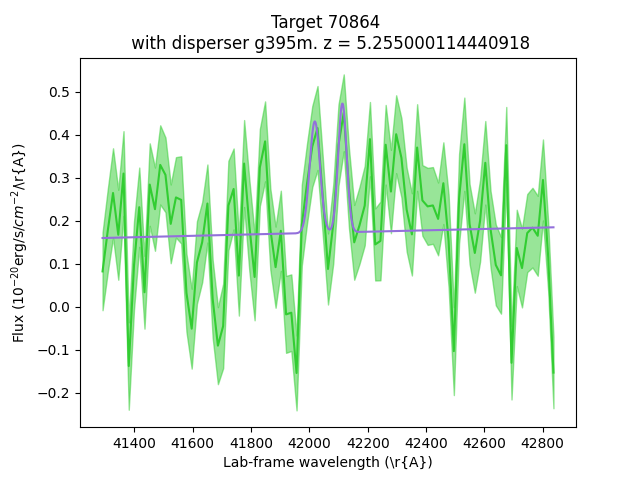 Target 70864
with disperser g395m. z = 5.255000114440918
Flux (10⁻²⁰erg/s/cm⁻²/\r{A})
0.5
0.4
0.3
0.2
0.1
0.0
−0.1
−0.2
41400 41600 41800 42000 42200 42400 42600 42800
Lab-frame wavelength (\r{A})